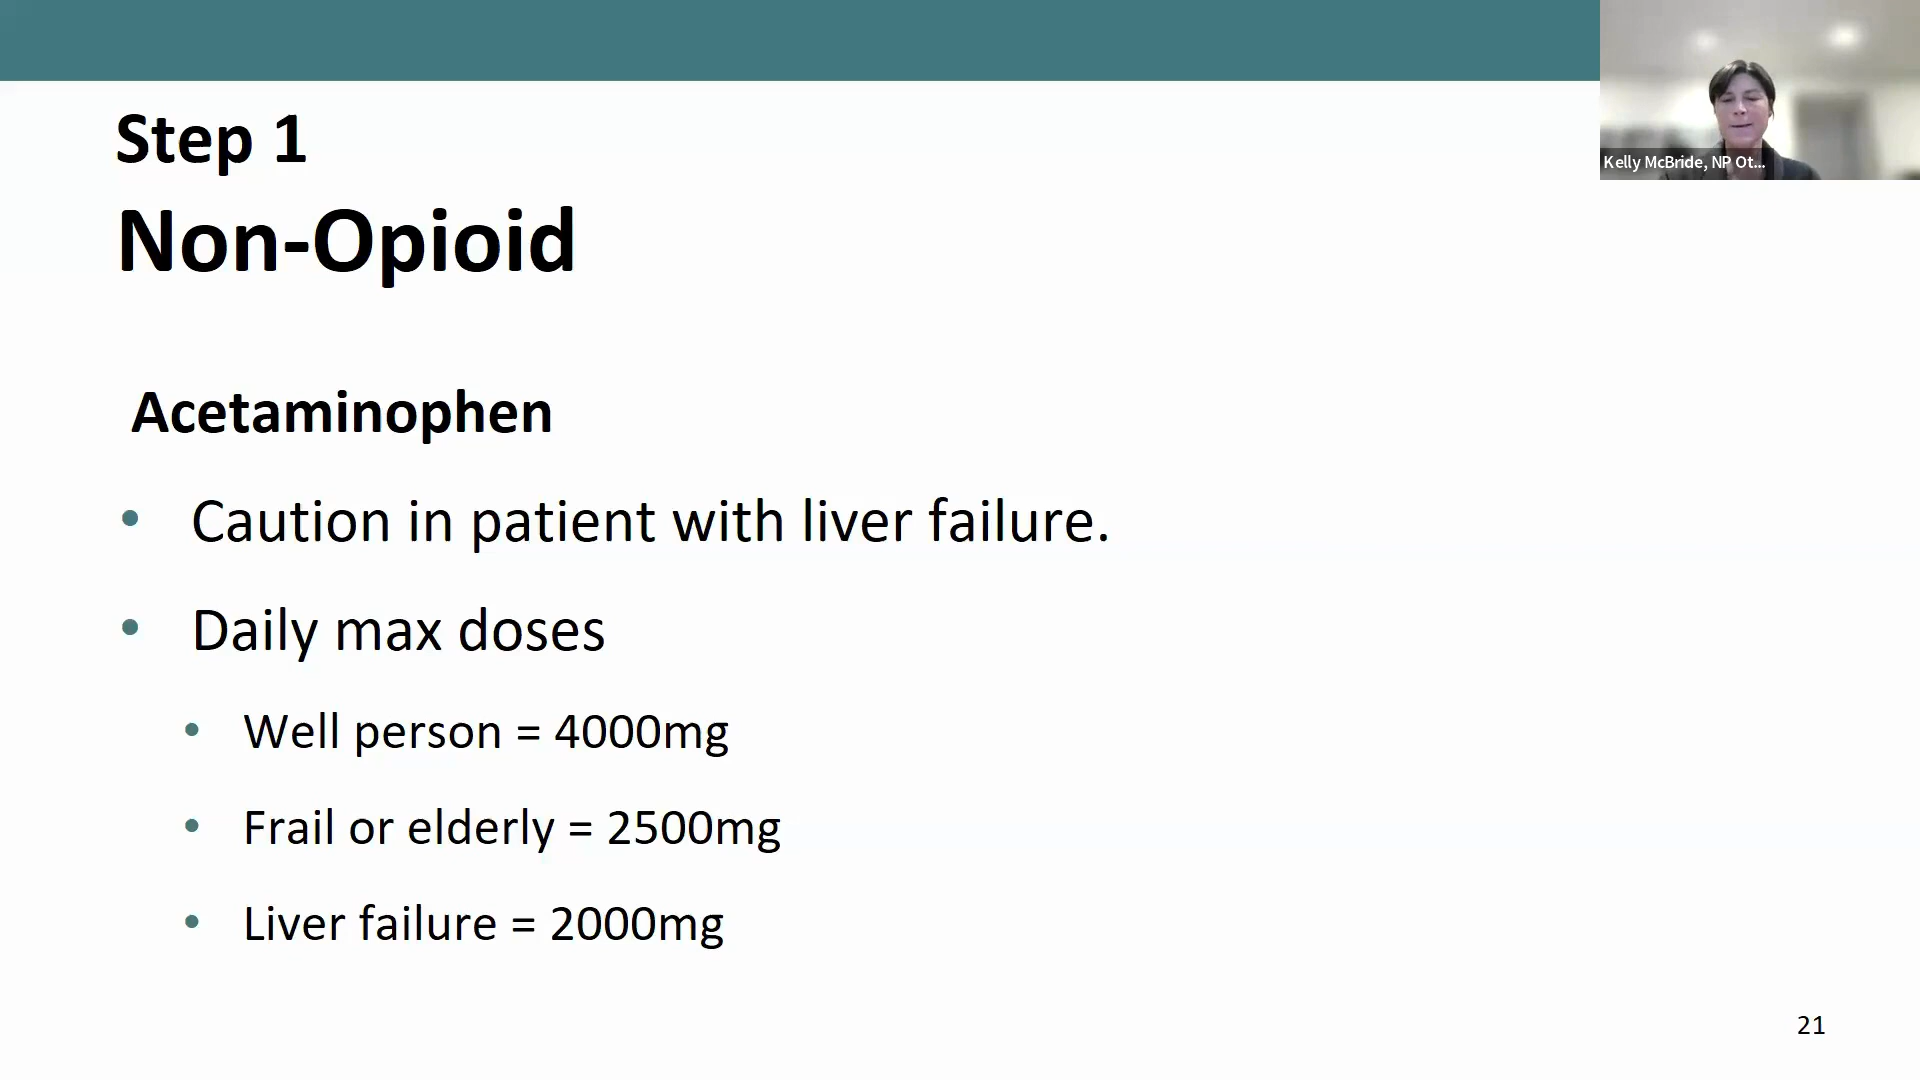 Step 1
Non-Opioid
Kelly McBride, NP Ot...
Acetaminophen
• Caution in patient with liver failure.
• Daily max doses
• Well person = 4000mg
• Frail or elderly = 2500mg
• Liver failure = 2000mg
21